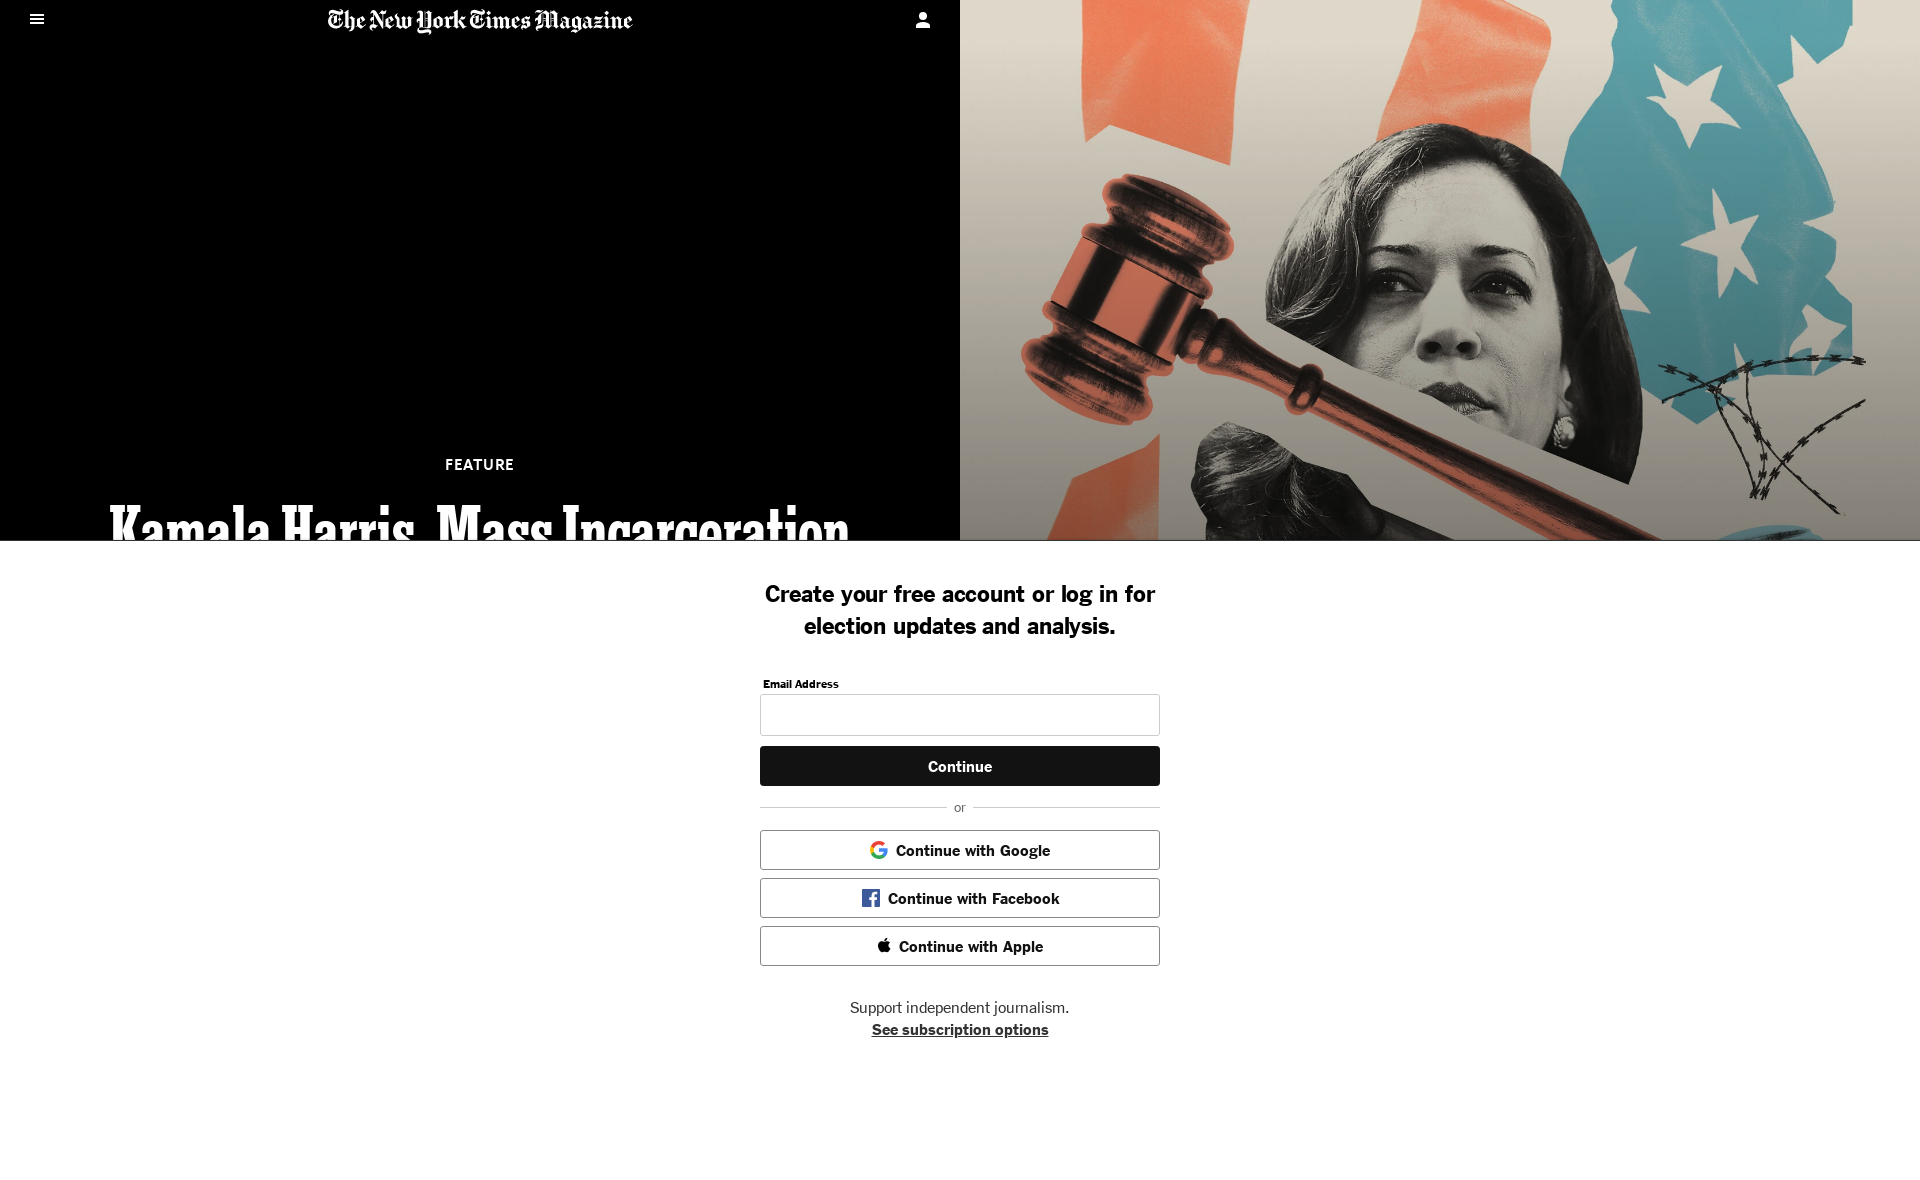 The New York Times Magazine
FEATURE
Kamala Harris, Mass Incarceration
Create your free account or log in for
election updates and analysis.
Email Address
Continue
or
Continue with Google
Continue with Facebook
Continue with Apple
Support independent journalism.
See subscription options